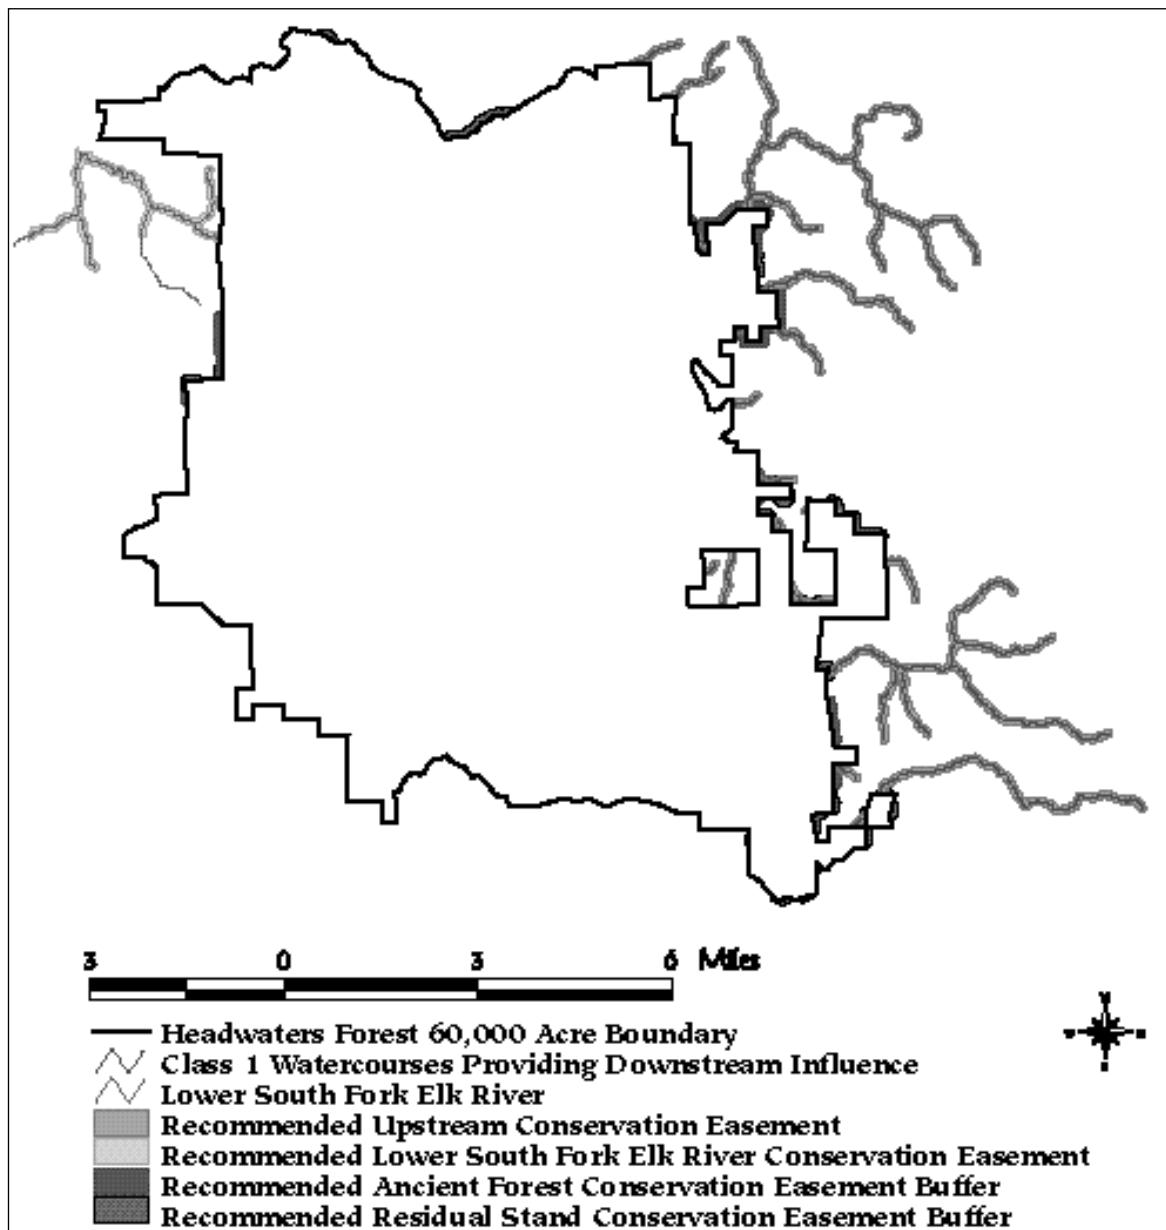 3 0 3 6 Miles
Headwaters Forest 60,000 Acre Boundary
Class 1 Watercourses Providing Downstream Influence
Lower South Fork Elk River
Recommended Upstream Conservation Easement
Recommended Lower South Fork Elk River Conservation Easement
Recommended Ancient Forest Conservation Easement Buffer
Recommended Residual Stand Conservation Easement Buffer